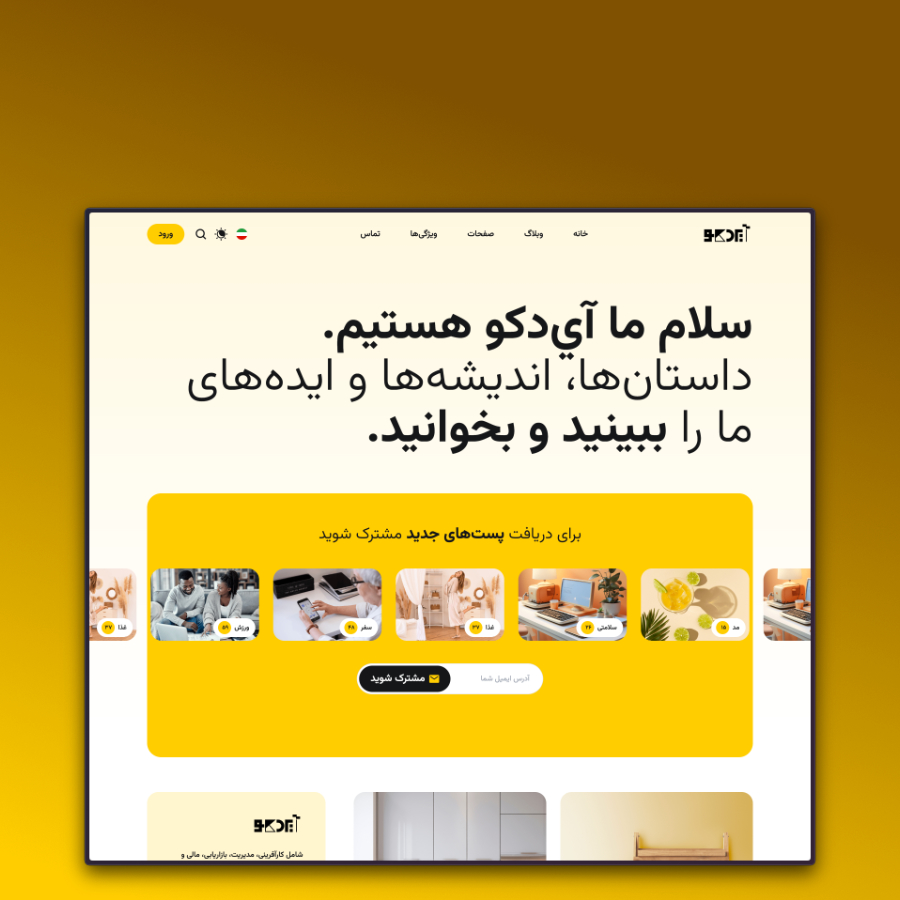 آیدکو
خانه
وبلاگ
صفحات
ویژگی‌ها
تماس
ورود
سلام ما آي‌دکو هستیم.
داستان‌ها، اندیشه‌ها و ایده‌های
ما را ببینید و بخوانید.
برای دریافت پست‌های جدید مشترک شوید
مد ۱۵
سلامتی ۲۶
غذا ۳۷
سفر ۴۸
ورزش ۵۹
غذا ۳۷
آدرس ایمیل شما
مشترک شوید
آیدکو
شامل کارآفرینی، مدیریت، بازاریابی، مالی و